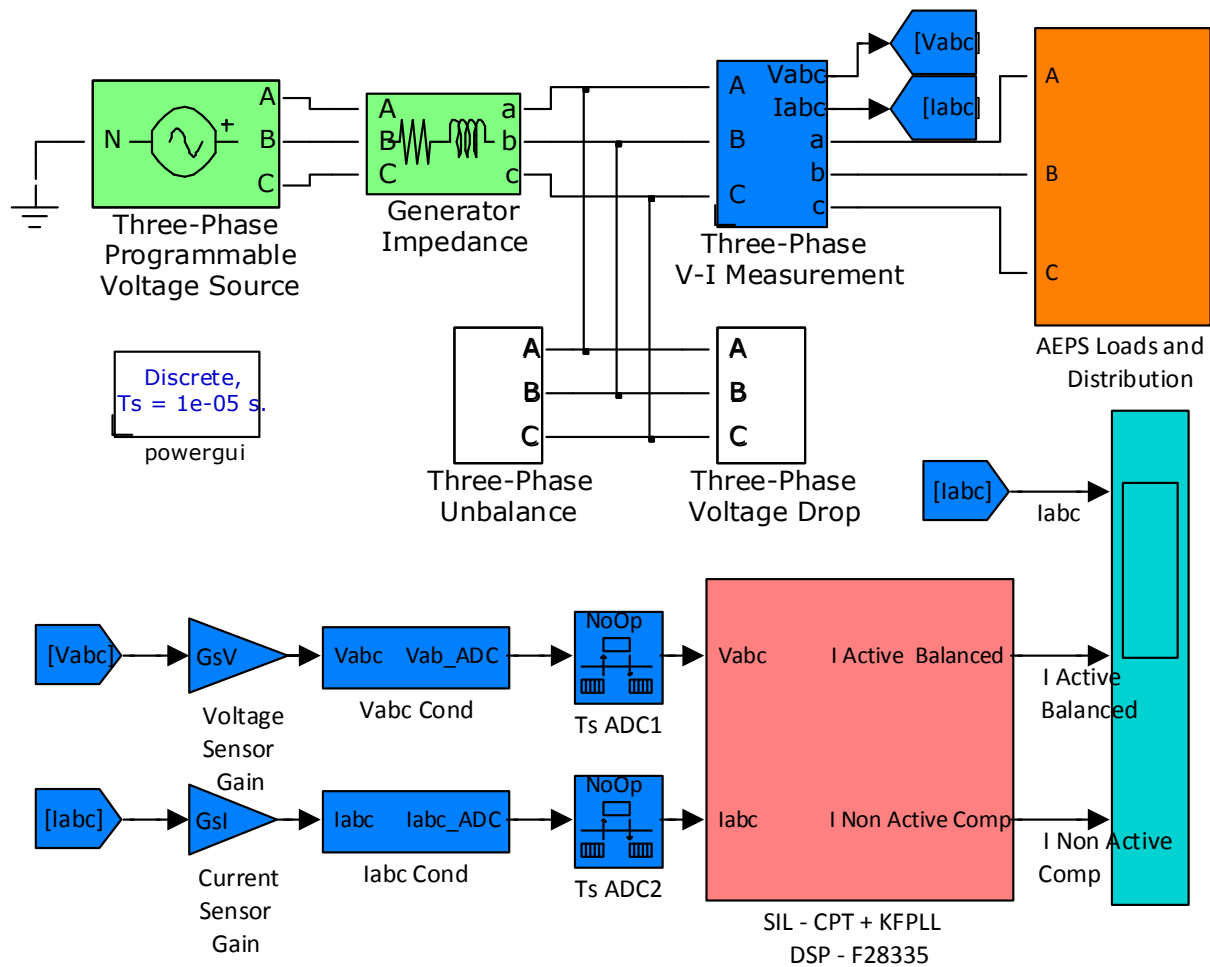 N
A
B
C
+
Three-Phase
Programmable
Voltage Source
A
B
C
a
b
c
Generator
Impedance
A
B
C
Vabc
Iabc
a
b
c
Three-Phase
V-I Measurement
[Vabc]
[Iabc]
A
B
C
AEPS Loads and
Distribution
Discrete,
Ts = 1e-05 s.
powergui
A
B
C
Three-Phase
Unbalance
A
B
C
Three-Phase
Voltage Drop
[Iabc]
Iabc
[Vabc]
GsV
Voltage
Sensor
Gain
Vabc Vab_ADC
Vabc Cond
NoOp
Ts ADC1
Vabc I Active Balanced
I Active
Balanced
[Iabc]
GsI
Current
Sensor
Gain
Iabc Iabc_ADC
Iabc Cond
NoOp
Ts ADC2
Iabc I Non Active Comp
I Non Active
Comp
SIL - CPT + KFPLL
DSP - F28335